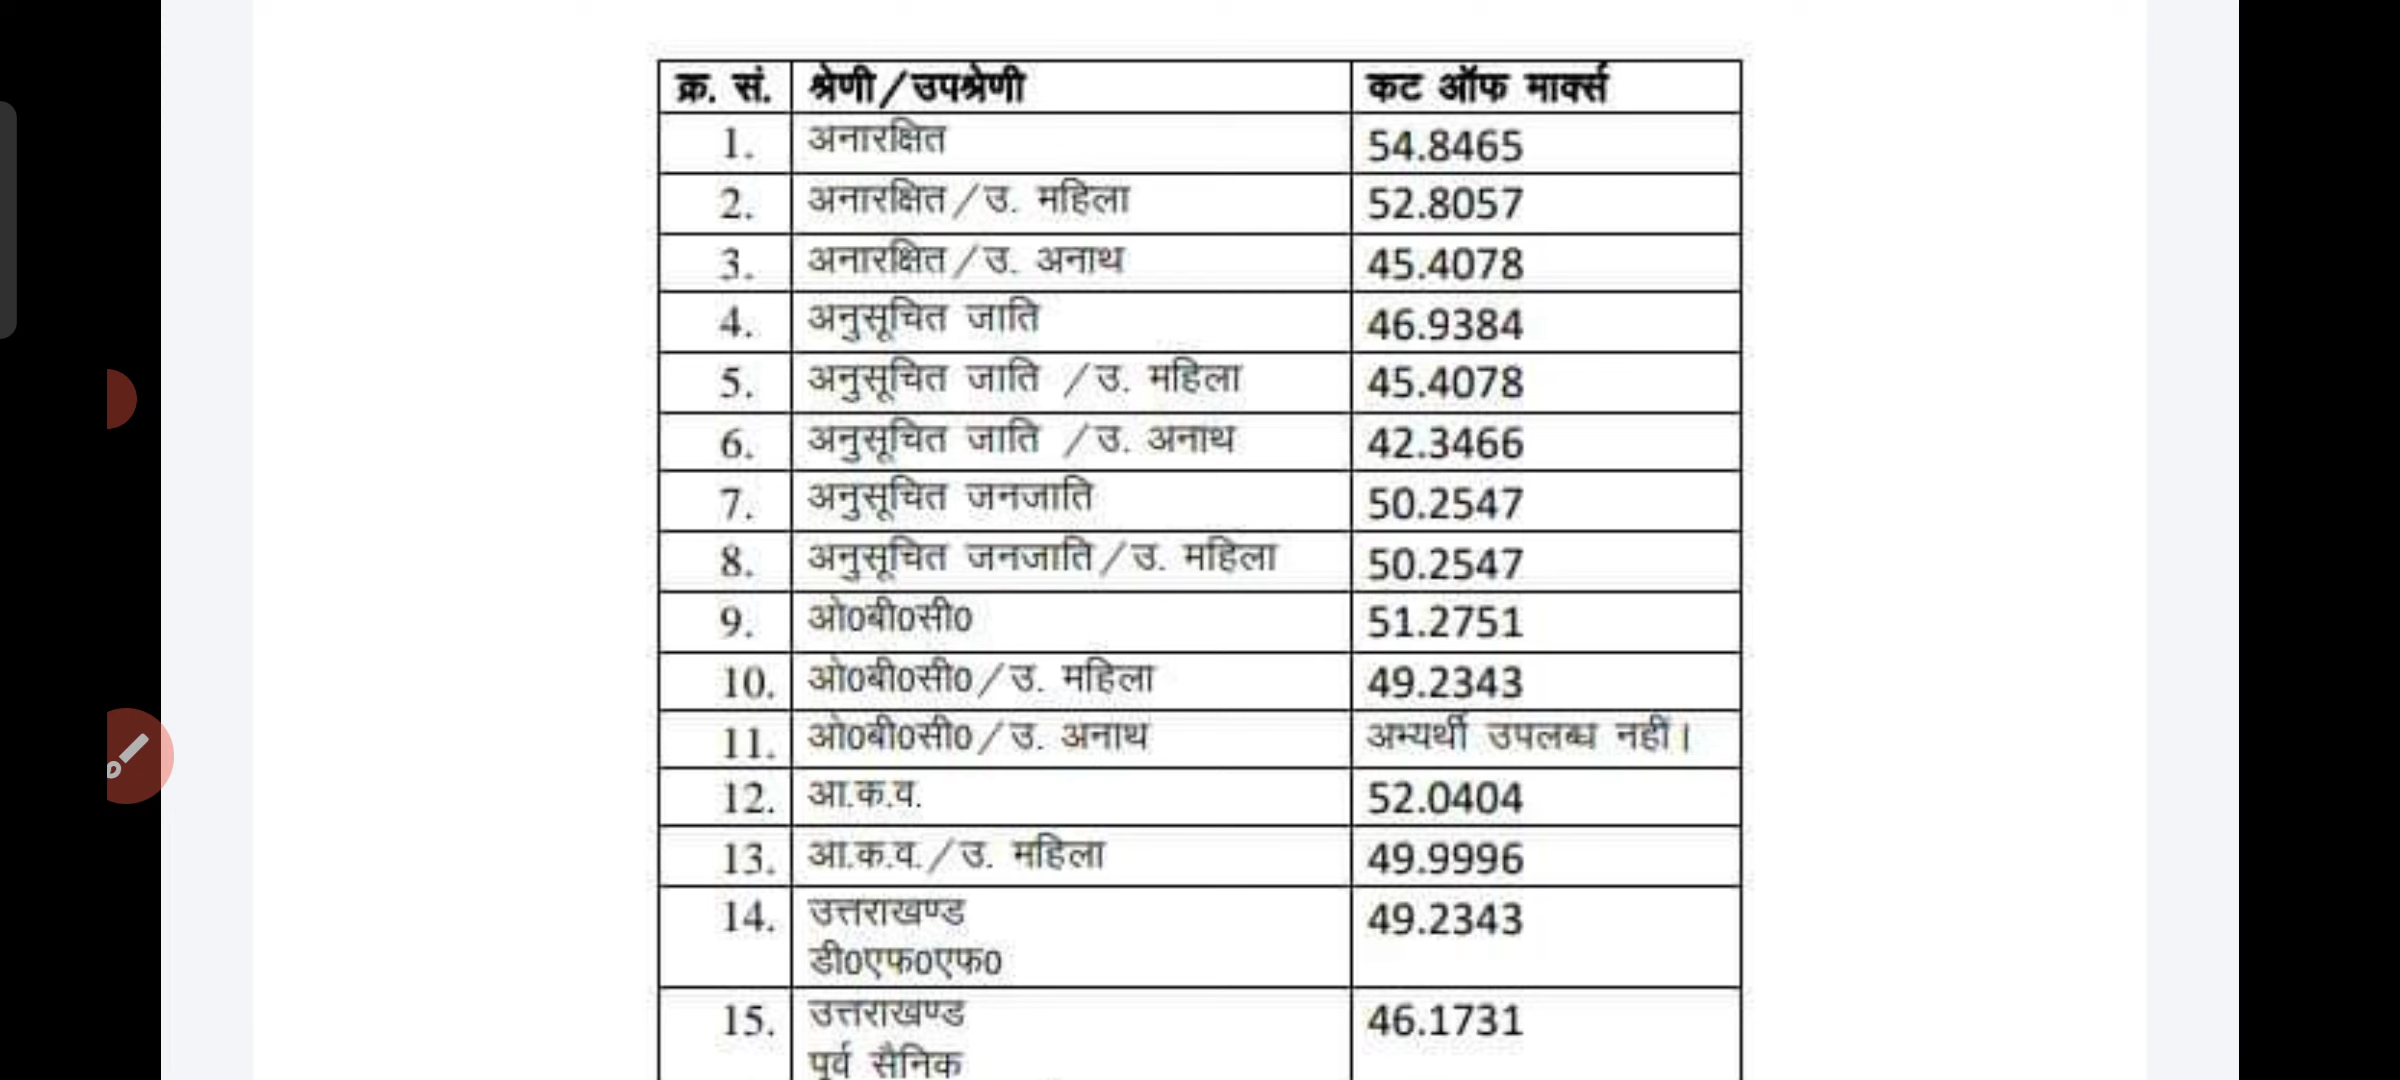 क्र. सं. श्रेणी/उपश्रेणी कट ऑफ मार्क्स
1. अनारक्षित 54.8465
2. अनारक्षित/उ. महिला 52.8057
3. अनारक्षित/उ. अनाथ 45.4078
4. अनुसूचित जाति 46.9384
5. अनुसूचित जाति /उ. महिला 45.4078
6. अनुसूचित जाति /उ. अनाथ 42.3466
7. अनुसूचित जनजाति 50.2547
8. अनुसूचित जनजाति/उ. महिला 50.2547
9. ओ0बी0सी0 51.2751
10. ओ0बी0सी0/उ. महिला 49.2343
11. ओ0बी0सी0/उ. अनाथ अभ्यर्थी उपलब्ध नहीं।
12. आ.क.व. 52.0404
13. आ.क.व./उ. महिला 49.9996
14. उत्तराखण्ड 49.2343
डी0एफ0एफ0
15. उत्तराखण्ड 46.1731
पूर्व सैनिक